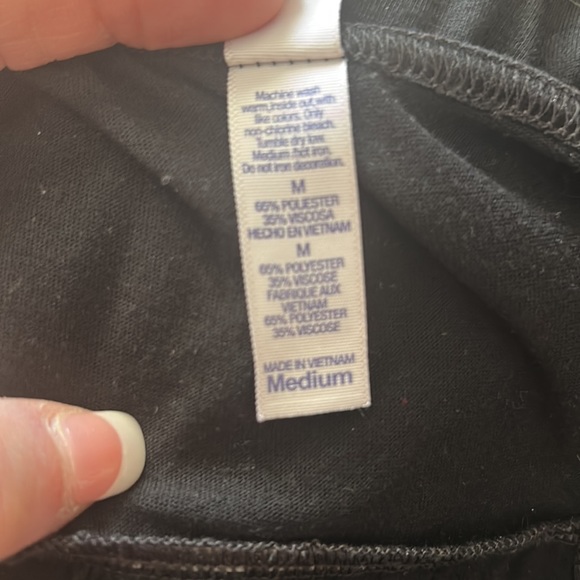 Machine wash
warm, inside out, with
like colors. Only
non-chlorine bleach.
Tumble dry low.
Medium /hot iron.
Do not iron decoration.
M
65% POLIESTER
35% VISCOSA
HECHO EN VIETNAM
M
65% POLYESTER
35% VISCOSE
FABRIQUE AUX
VIETNAM
65% POLYESTER
35% VISCOSE
MADE IN VIETNAM
Medium